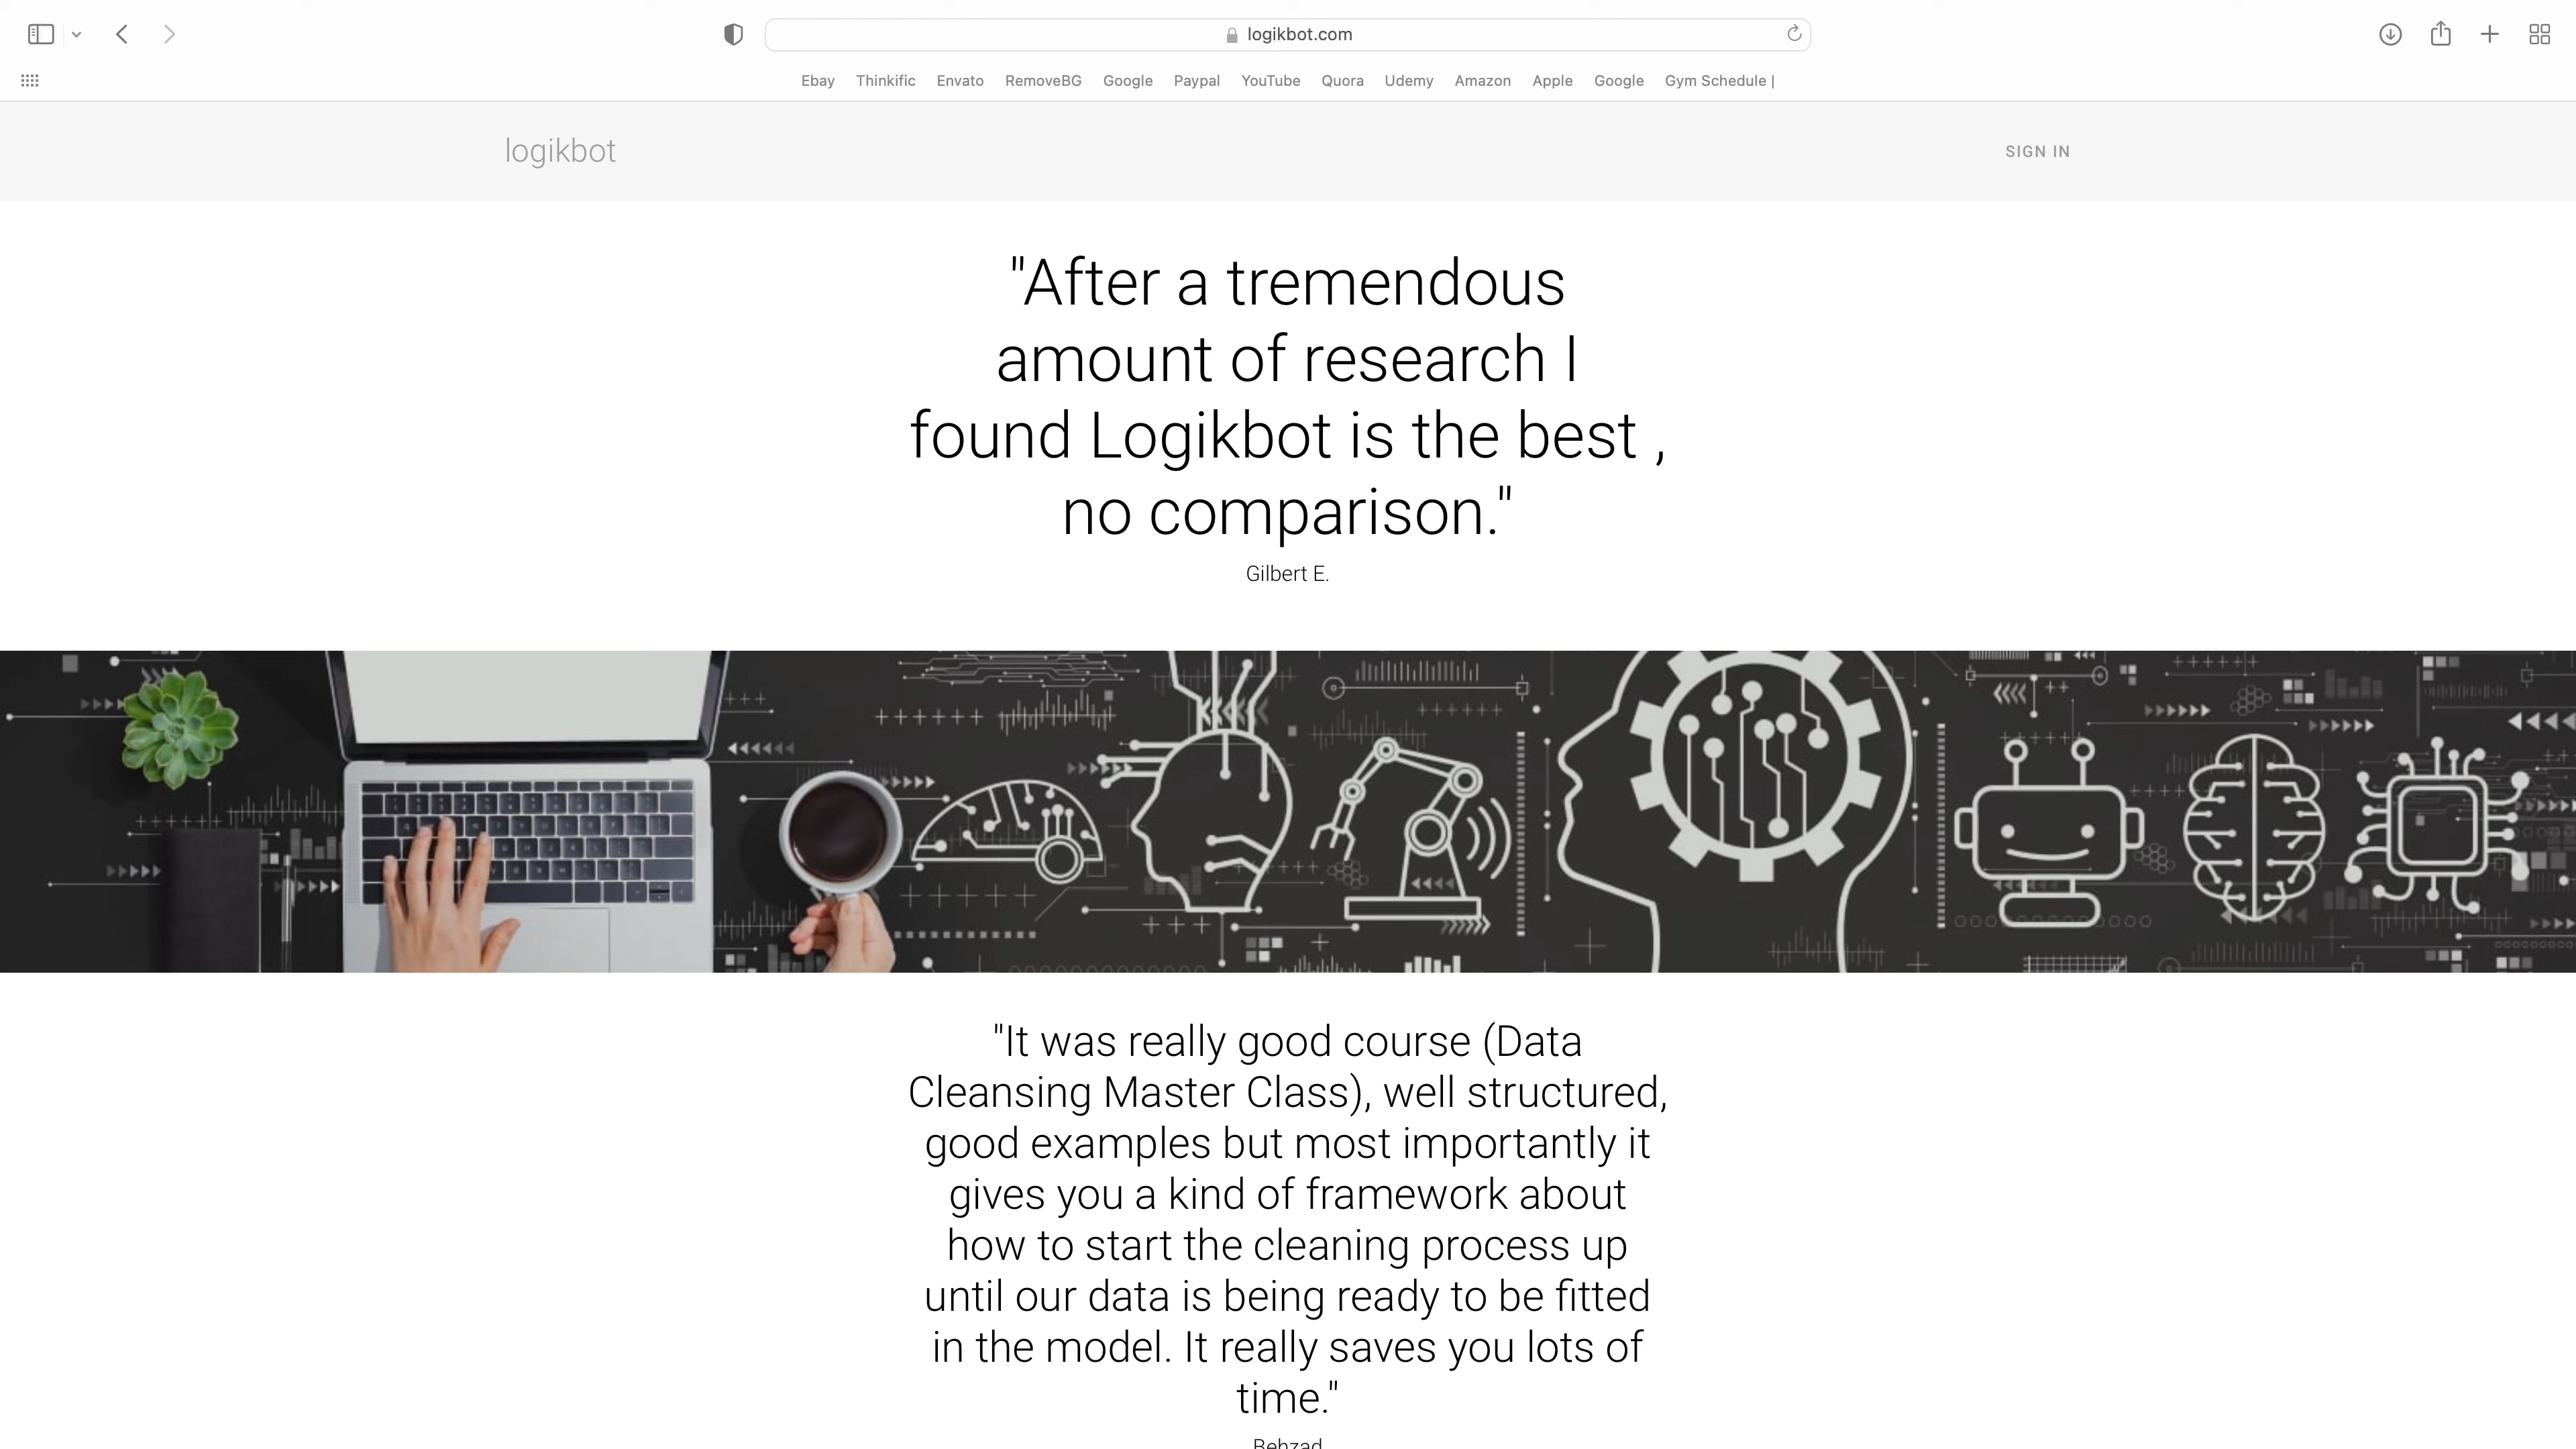 logikbot.com
Ebay Thinkific Envato RemoveBG Google Paypal YouTube Quora Udemy Amazon Apple Google Gym Schedule |
logikbot
SIGN IN
"After a tremendous
amount of research I
found Logikbot is the best ,
no comparison."
Gilbert E.
"It was really good course (Data
Cleansing Master Class), well structured,
good examples but most importantly it
gives you a kind of framework about
how to start the cleaning process up
until our data is being ready to be fitted
in the model. It really saves you lots of
time."
Behzad